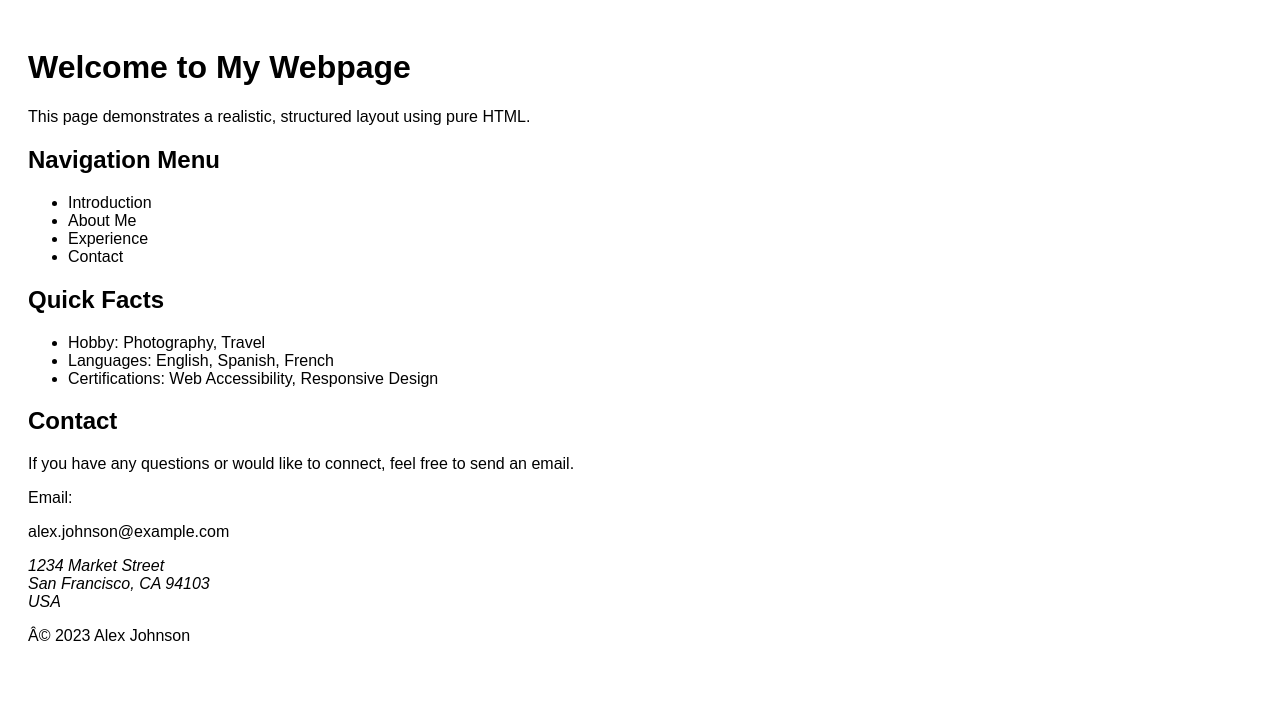 Welcome to My Webpage
This page demonstrates a realistic, structured layout using pure HTML.
Navigation Menu
• Introduction
• About Me
• Experience
• Contact
Quick Facts
• Hobby: Photography, Travel
• Languages: English, Spanish, French
• Certifications: Web Accessibility, Responsive Design
Contact
If you have any questions or would like to connect, feel free to send an email.
Email:
alex.johnson@example.com
1234 Market Street
San Francisco, CA 94103
USA
Â© 2023 Alex Johnson